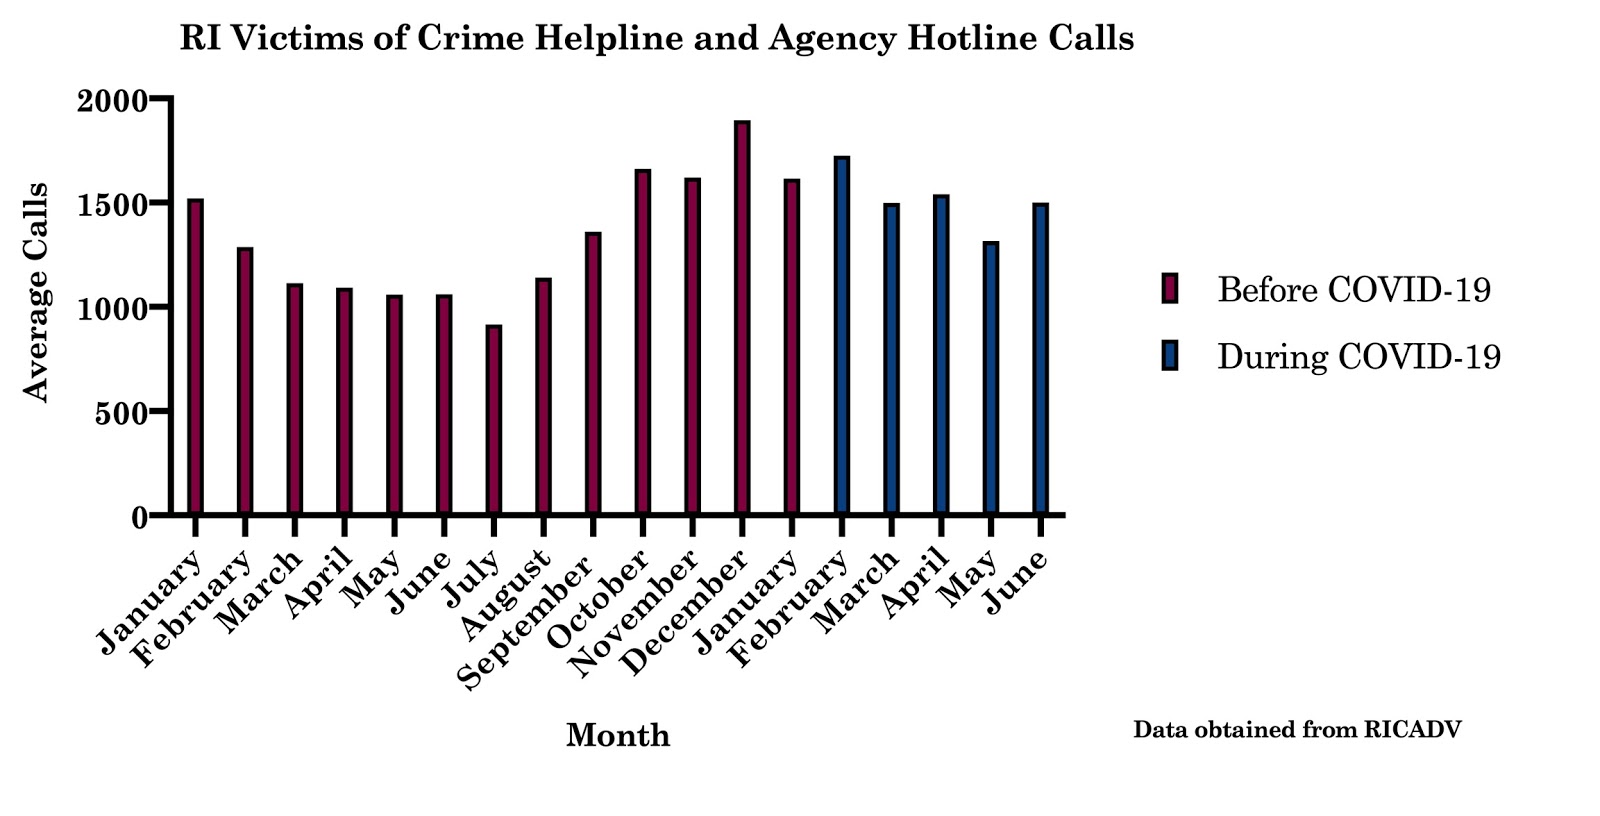 RI Victims of Crime Helpline and Agency Hotline Calls
Average Calls
2000
1500
1000
500
0
January
February
March
April
May
June
July
August
September
October
November
December
January
February
March
April
May
June
Month
Before COVID-19
During COVID-19
Data obtained from RICADV